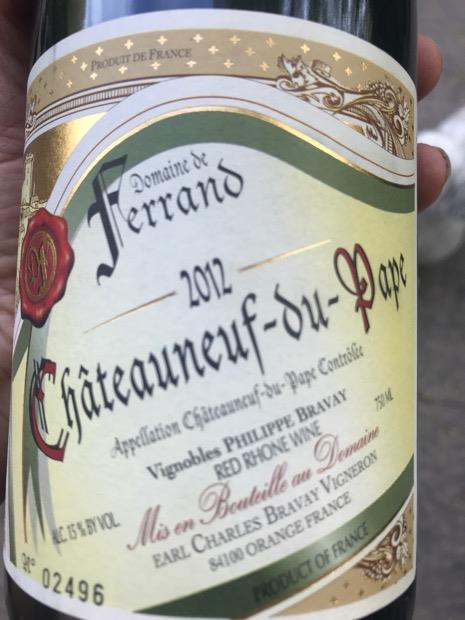 PRODUIT DE FRANCE
Domaine de
Ferrand
2012
Châteauneuf-du-Pape
Appellation Châteauneuf-du-Pape Contrôlée
750 ML
Vignobles PHILIPPE BRAVAY
RED RHONE WINE
Mis en Bouteille au Domaine
ALC 15 % BY VOL.
EARL CHARLES BRAVAY VIGNERON
84100 ORANGE FRANCE
N° 02496
PRODUCT OF FRANCE